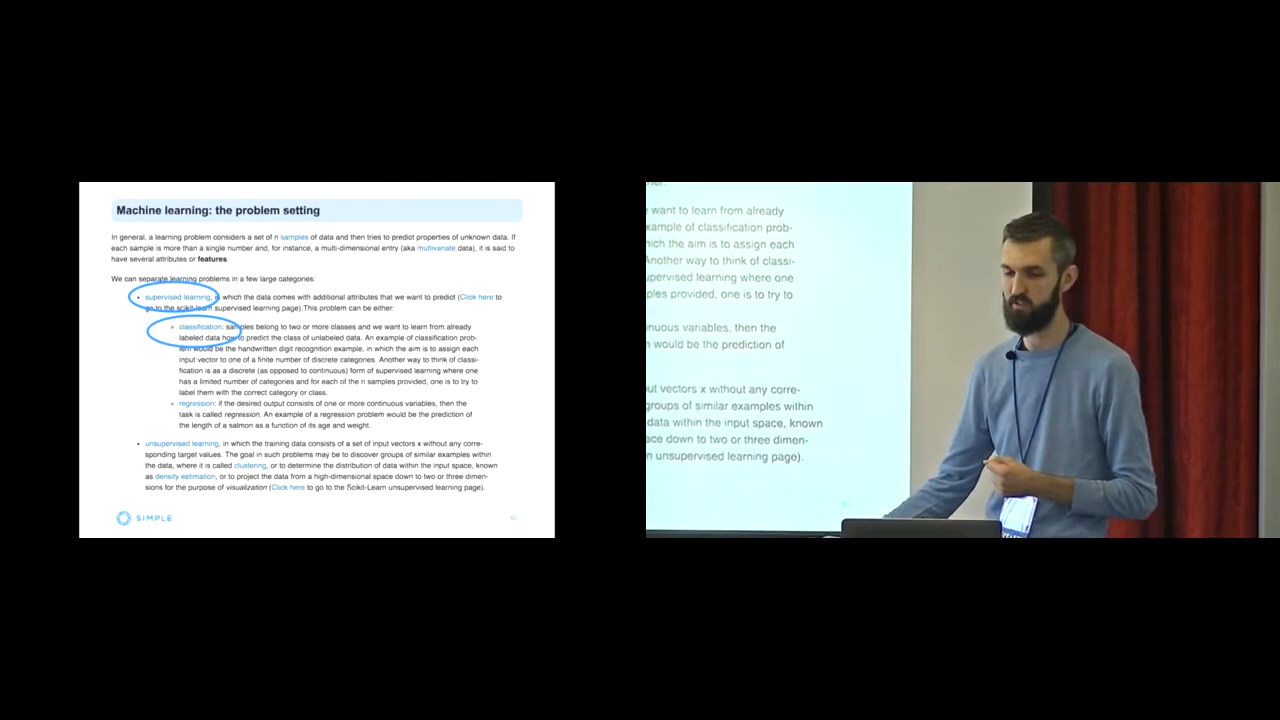 Machine learning: the problem setting
In general, a learning problem considers a set of n samples of data and then tries to predict properties of unknown data. If
each sample is more than a single number and, for instance, a multi-dimensional entry (aka multivariate data), it is said to
have several attributes or features.
We can separate learning problems in a few large categories:
• supervised learning, in which the data comes with additional attributes that we want to predict (Click here to
go to the scikit-learn supervised learning page).This problem can be either:
◦ classification: samples belong to two or more classes and we want to learn from already
labeled data how to predict the class of unlabeled data. An example of classification prob-
lem would be the handwritten digit recognition example, in which the aim is to assign each
input vector to one of a finite number of discrete categories. Another way to think of classi-
fication is as a discrete (as opposed to continuous) form of supervised learning where one
has a limited number of categories and for each of the n samples provided, one is to try to
label them with the correct category or class.
◦ regression: if the desired output consists of one or more continuous variables, then the
task is called regression. An example of a regression problem would be the prediction of
the length of a salmon as a function of its age and weight.
• unsupervised learning, in which the training data consists of a set of input vectors x without any corre-
sponding target values. The goal in such problems may be to discover groups of similar examples within
the data, where it is called clustering, or to determine the distribution of data within the input space, known
as density estimation, or to project the data from a high-dimensional space down to two or three dimen-
sions for the purpose of visualization (Click here to go to the Scikit-Learn unsupervised learning page).
SIMPLE
want to learn from already
xample of classification prob-
hich the aim is to assign each
Another way to think of classi-
upervised learning where one
ples provided, one is to try to
inuous variables, then the
n would be the prediction of
ut vectors x without any corre-
groups of similar examples within
data within the input space, known
ace down to two or three dimen-
n unsupervised learning page).